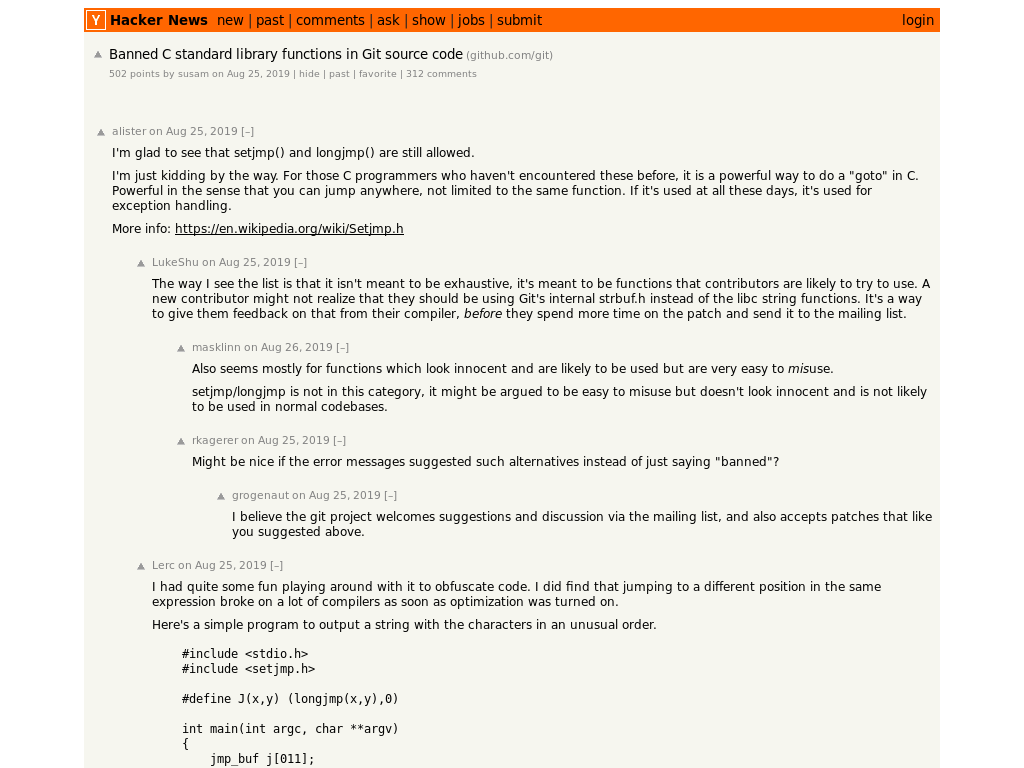 Y Hacker News new | past | comments | ask | show | jobs | submit login
▲ Banned C standard library functions in Git source code (github.com/git)
502 points by susam on Aug 25, 2019 | hide | past | favorite | 312 comments
▲ alister on Aug 25, 2019 [–]
I'm glad to see that setjmp() and longjmp() are still allowed.
I'm just kidding by the way. For those C programmers who haven't encountered these before, it is a powerful way to do a "goto" in C.
Powerful in the sense that you can jump anywhere, not limited to the same function. If it's used at all these days, it's used for
exception handling.
More info: https://en.wikipedia.org/wiki/Setjmp.h
▲ LukeShu on Aug 25, 2019 [–]
The way I see the list is that it isn't meant to be exhaustive, it's meant to be functions that contributors are likely to try to use. A
new contributor might not realize that they should be using Git's internal strbuf.h instead of the libc string functions. It's a way
to give them feedback on that from their compiler, before they spend more time on the patch and send it to the mailing list.
▲ masklinn on Aug 26, 2019 [–]
Also seems mostly for functions which look innocent and are likely to be used but are very easy to misuse.
setjmp/longjmp is not in this category, it might be argued to be easy to misuse but doesn't look innocent and is not likely
to be used in normal codebases.
▲ rkagerer on Aug 25, 2019 [–]
Might be nice if the error messages suggested such alternatives instead of just saying "banned"?
▲ grogenaut on Aug 25, 2019 [–]
I believe the git project welcomes suggestions and discussion via the mailing list, and also accepts patches that like
you suggested above.
▲ Lerc on Aug 25, 2019 [–]
I had quite some fun playing around with it to obfuscate code. I did find that jumping to a different position in the same
expression broke on a lot of compilers as soon as optimization was turned on.
Here's a simple program to output a string with the characters in an unusual order.
#include <stdio.h>
#include <setjmp.h>
#define J(x,y) (longjmp(x,y),0)
int main(int argc, char **argv)
{
jmp_buf j[011];